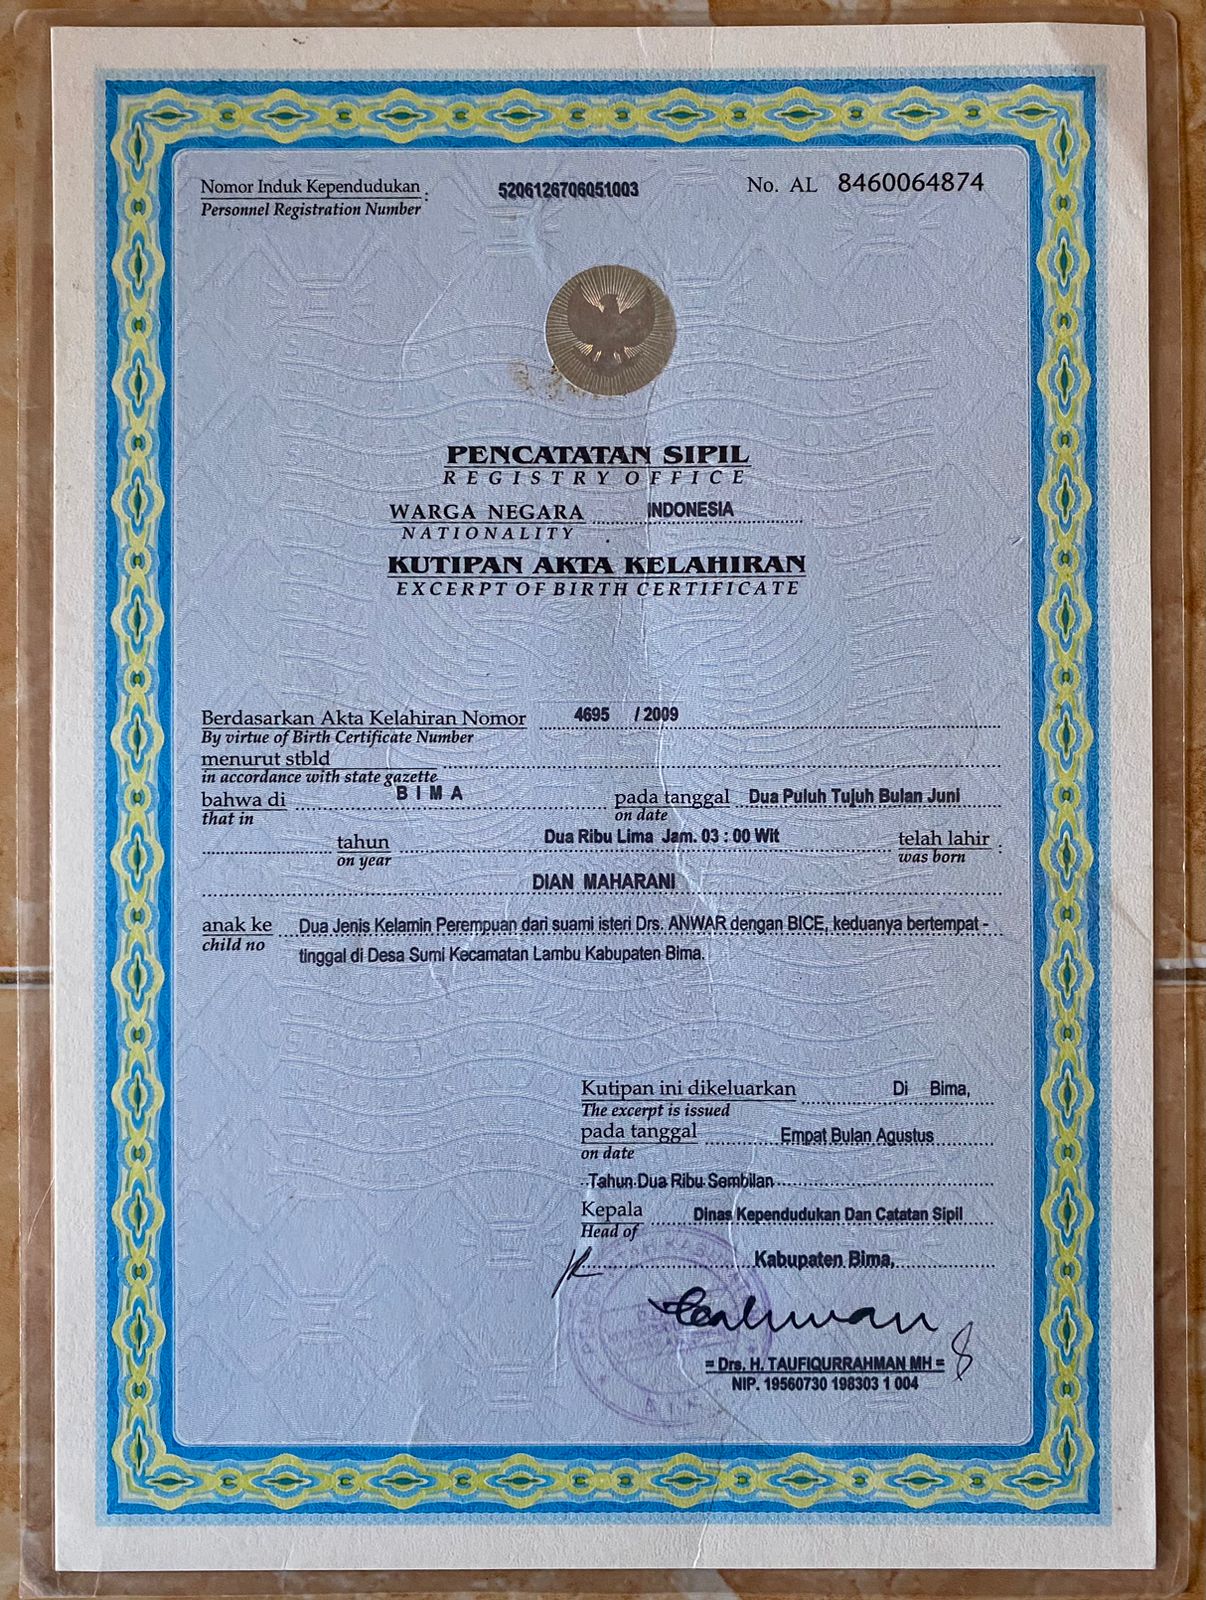 Nomor Induk Kependudukan : 5206126706051003 No. AL 8460064874
Personnel Registration Number
PENCATATAN SIPIL
REGISTRY OFFICE
WARGA NEGARA INDONESIA
NATIONALITY
KUTIPAN AKTA KELAHIRAN
EXCERPT OF BIRTH CERTIFICATE
Berdasarkan Akta Kelahiran Nomor 4695 / 2009
By virtue of Birth Certificate Number
menurut stbld
in accordance with state gazette
bahwa di B I M A pada tanggal Dua Puluh Tujuh Bulan Juni
that in on date
tahun Dua Ribu Lima Jam. 03 : 00 Wit telah lahir :
on year was born
DIAN MAHARANI
anak ke Dua Jenis Kelamin Perempuan dari suami isteri Drs. ANWAR dengan BICE, keduanya bertempat -
child no
tinggal di Desa Sumi Kecamatan Lambu Kabupaten Bima.
Kutipan ini dikeluarkan Di Bima,
The excerpt is issued
pada tanggal Empat Bulan Agustus
on date
Tahun Dua Ribu Sembilan
Kepala Dinas Kependudukan Dan Catatan Sipil
Head of
Kabupaten Bima,
= Drs. H. TAUFIQURRAHMAN MH =
NIP. 19560730 198303 1 004